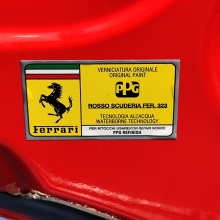 VERNICIATURA ORIGINALE
ORIGINAL PAINT
PPG
ROSSO SCUDERIA FER. 323
TECNOLOGIA ALL'ACQUA
WATERBORNE TECHNOLOGY
Ferrari
PER RITOCCHI USARE/FOR REPAIR WORKS
PPG REFINISH